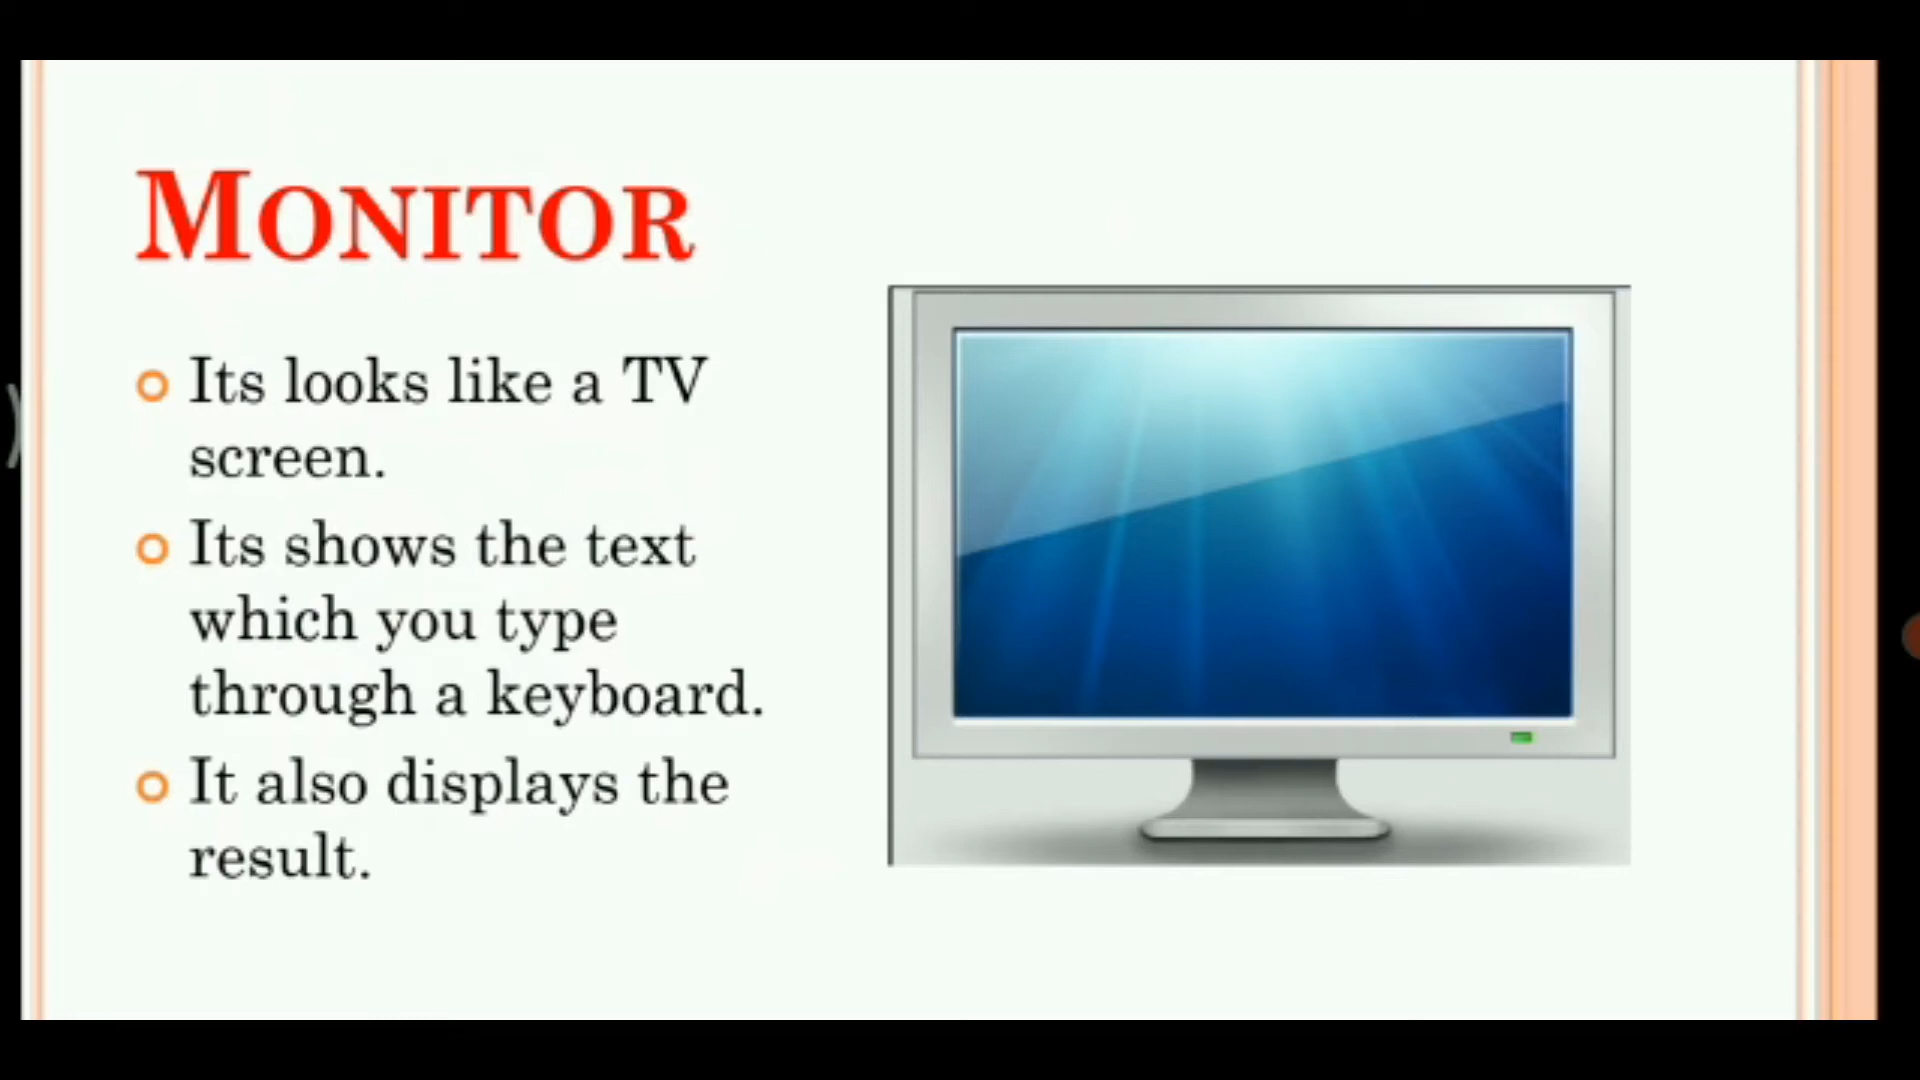 MONITOR
Its looks like a TV
screen.
Its shows the text
which you type
through a keyboard.
It also displays the
result.